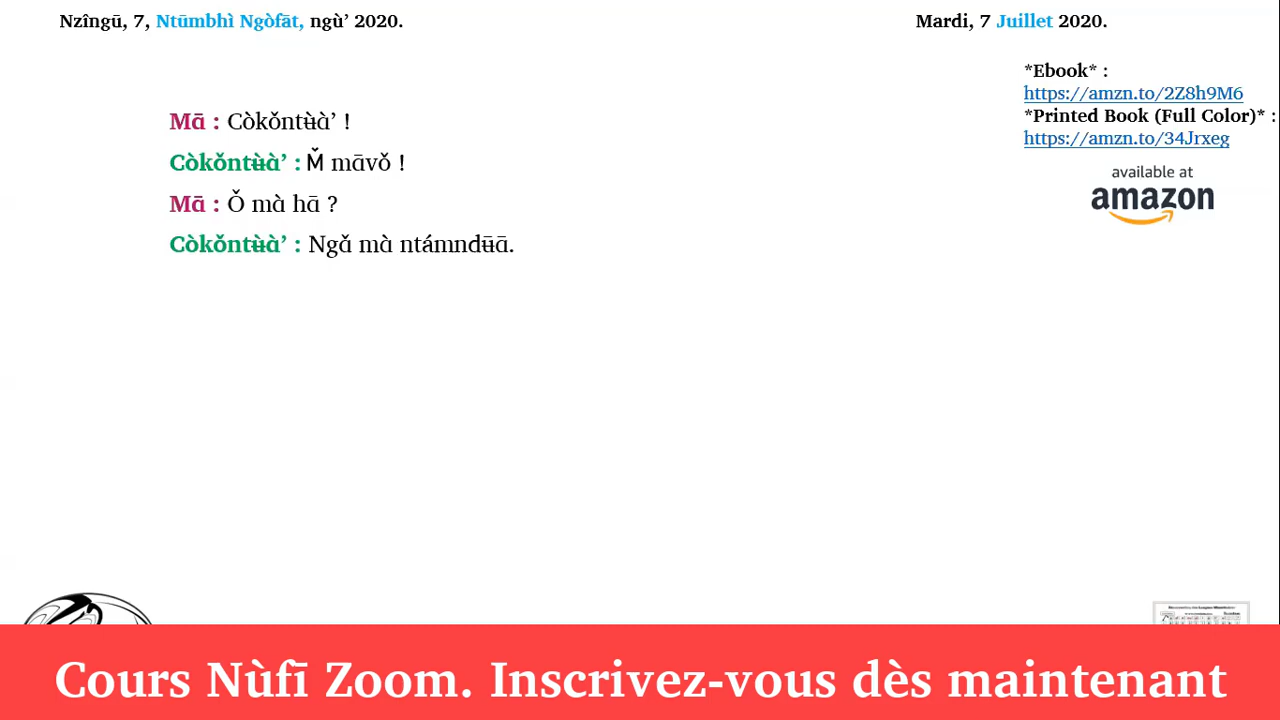 Nzîngū, 7, Ntūmbhì Ngòfāt, ngù’ 2020.
Mardi, 7 Juillet 2020.
*Ebook* :
https://amzn.to/2Z8h9M6
*Printed Book (Full Color)* :
https://amzn.to/34Jrxeg
available at
amazon
Mā : Còkǒntʉ̀à’ !
Còkǒntʉ̀à’ : M̌ māvǒ !
Mā : Ǒ mà hā ?
Còkǒntʉ̀à’ : Ngǎ mà ntámndʉ̄ā.
Cours Nùfī Zoom. Inscrivez-vous dès maintenant